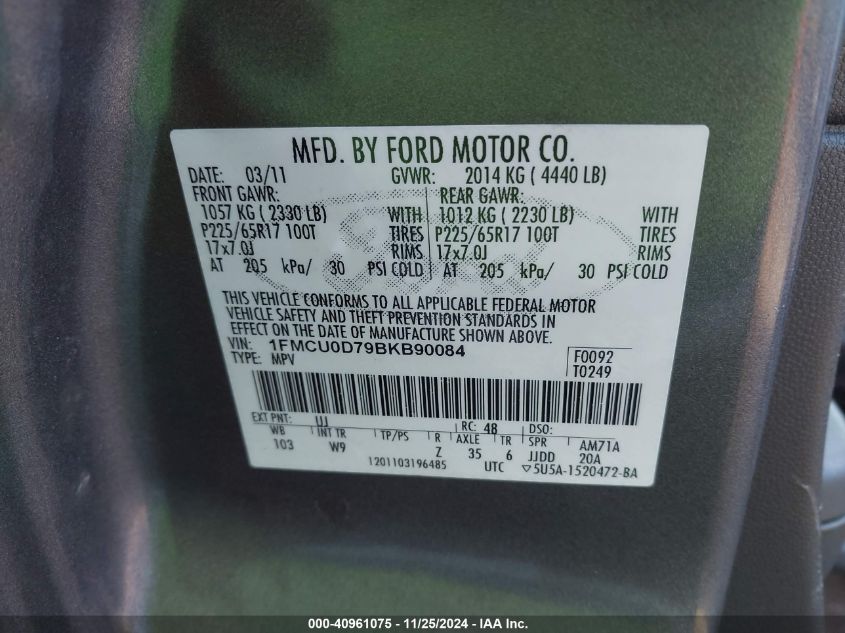 MFD. BY FORD MOTOR CO.
DATE: 03/11 GVWR: 2014 KG ( 4440 LB)
FRONT GAWR: REAR GAWR:
1057 KG ( 2330 LB) WITH 1012 KG ( 2230 LB) WITH
P225/65R17 100T TIRES P225/65R17 100T TIRES
17x7.0J RIMS 17x7.0J RIMS
AT 205 kPa/ 30 PSI COLD AT 205 kPa/ 30 PSI COLD
THIS VEHICLE CONFORMS TO ALL APPLICABLE FEDERAL MOTOR
VEHICLE SAFETY AND THEFT PREVENTION STANDARDS IN
EFFECT ON THE DATE OF MANUFACTURE SHOWN ABOVE.
VIN: 1FMCU0D79BKB90084 F0092
TYPE: MPV T0249
EXT PNT: UJ RC: 48 DSO:
WB INT TR TP/PS R AXLE TR SPR AM71A
103 W9 Z 35 6 JJDD 20A
1201103196485 UTC ▽5U5A-1520472-BA
000-40961075 - 11/25/2024 - IAA Inc.